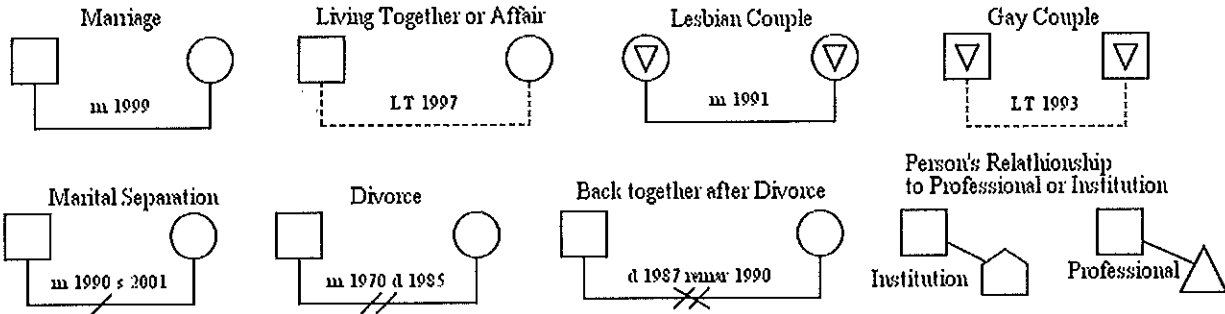 Marriage
Living Together or Affair
Lesbian Couple
Gay Couple
m 1999
LT 1997
m 1991
LT 1993
Marital Separation
Divorce
Back together after Divorce
Person's Relathionship
to Professional or Institution
m 1990 s 2001
m 1970 d 1985
d 1987 remar 1990
Institution
Professional